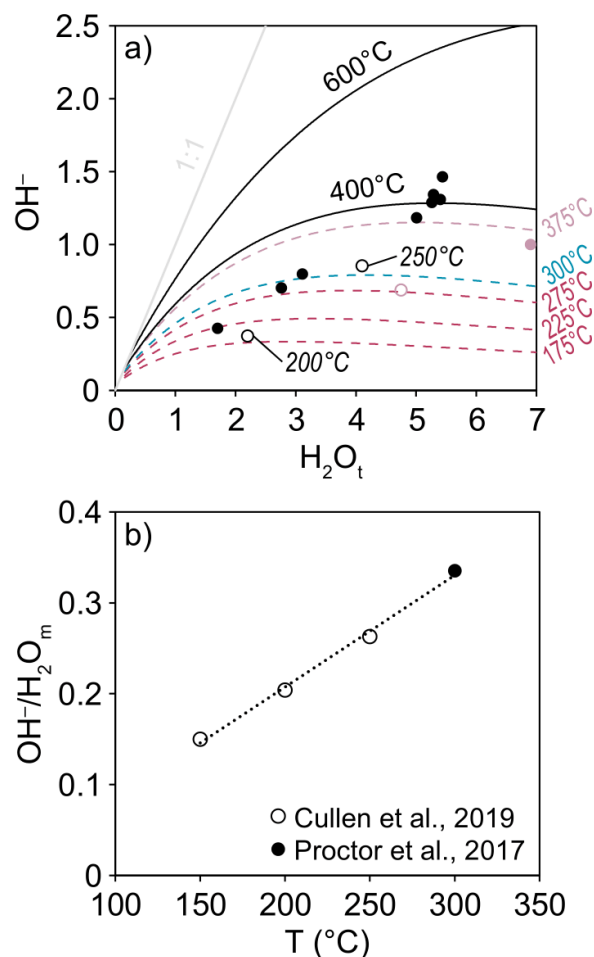 a)
2.5
2.0
1.5
1.0
0.5
0
OH⁻
1:1
600°C
400°C
250°C
200°C
375°C
300°C
275°C
225°C
175°C
0 1 2 3 4 5 6 7
H₂Oₜ
b)
0.4
0.3
0.2
0.1
0
OH⁻/H₂Oₘ
Cullen et al., 2019
Proctor et al., 2017
100 150 200 250 300 350
T (°C)